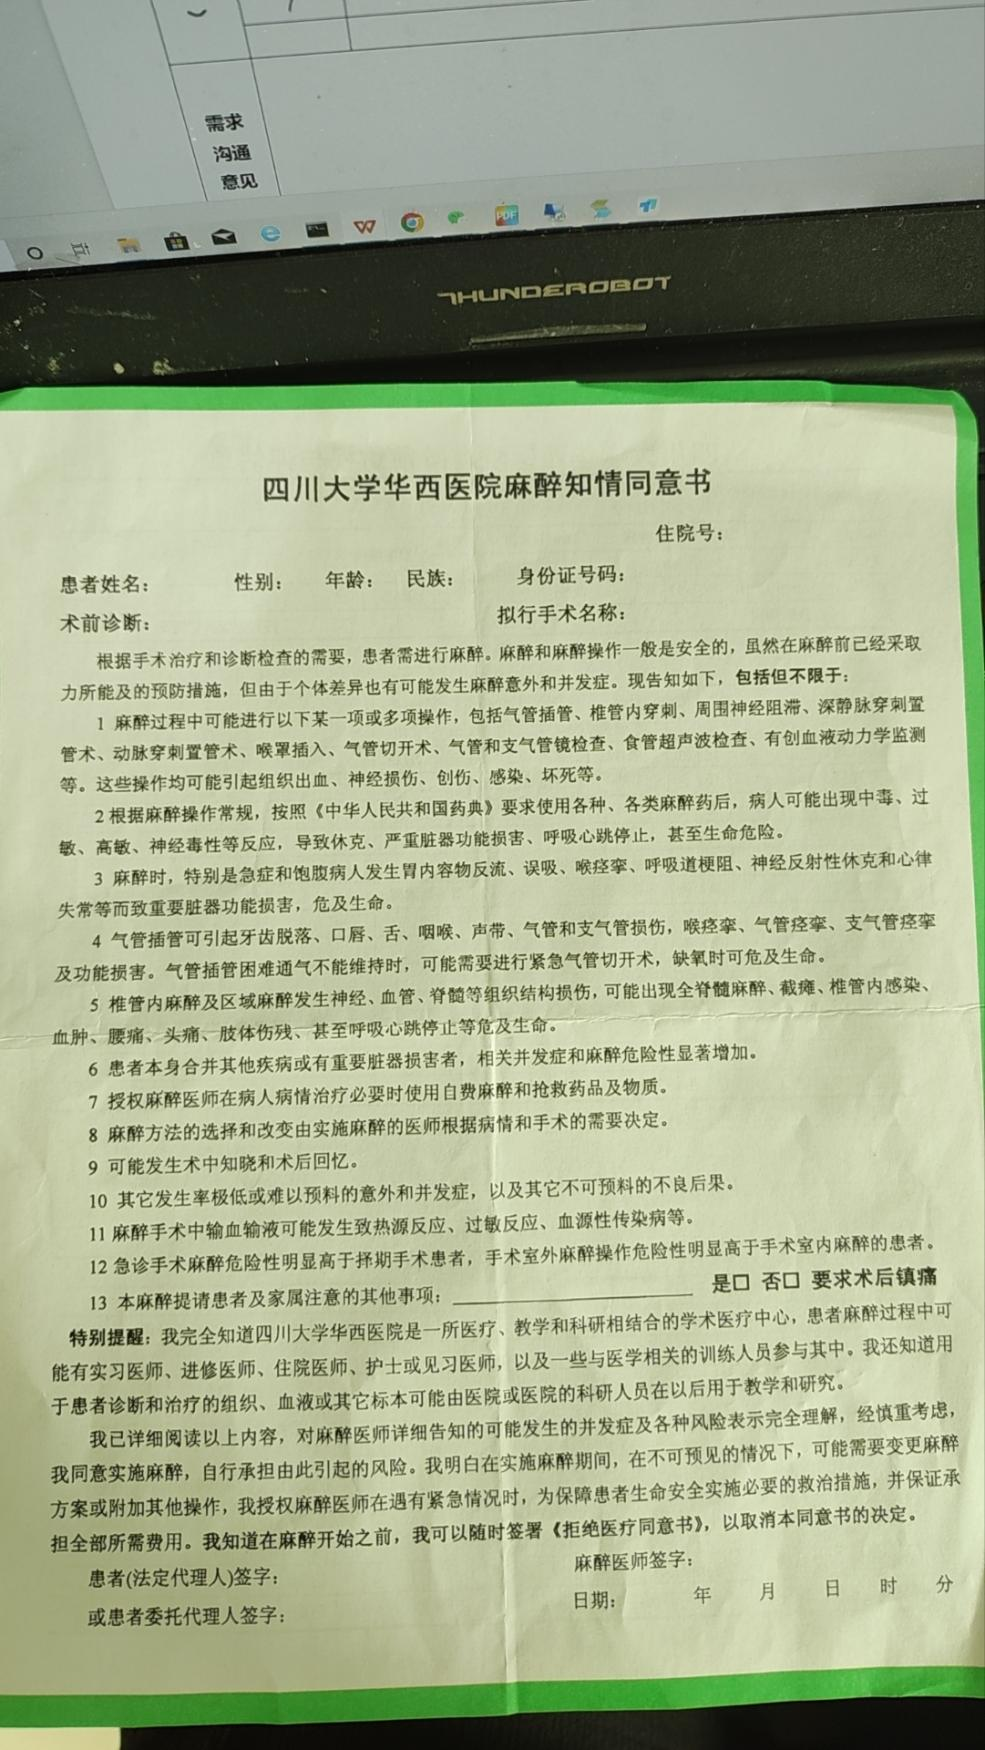 需求
沟通
意见
PDF
THUNDEROBOT
四川大学华西医院麻醉知情同意书
住院号：
患者姓名： 性别： 年龄： 民族： 身份证号码：
术前诊断： 拟行手术名称：
根据手术治疗和诊断检查的需要，患者需进行麻醉。麻醉和麻醉操作一般是安全的，虽然在麻醉前已经采取
力所能及的预防措施，但由于个体差异也有可能发生麻醉意外和并发症。现告知如下，包括但不限于：
1 麻醉过程中可能进行以下某一项或多项操作，包括气管插管、椎管内穿刺、周围神经阻滞、深静脉穿刺置
管术、动脉穿刺置管术、喉罩插入、气管切开术、气管和支气管镜检查、食管超声波检查、有创血液动力学监测
等。这些操作均可能引起组织出血、神经损伤、创伤、感染、坏死等。
2 根据麻醉操作常规，按照《中华人民共和国药典》要求使用各种、各类麻醉药后，病人可能出现中毒、过
敏、高敏、神经毒性等反应，导致休克、严重脏器功能损害、呼吸心跳停止，甚至生命危险。
3 麻醉时，特别是急症和饱腹病人发生胃内容物反流、误吸、喉痉挛、呼吸道梗阻、神经反射性休克和心律
失常等而致重要脏器功能损害，危及生命。
4 气管插管可引起牙齿脱落、口唇、舌、咽喉、声带、气管和支气管损伤，喉痉挛、气管痉挛、支气管痉挛
及功能损害。气管插管困难通气不能维持时，可能需要进行紧急气管切开术，缺氧时可危及生命。
5 椎管内麻醉及区域麻醉发生神经、血管、脊髓等组织结构损伤，可能出现全脊髓麻醉、截瘫、椎管内感染、
血肿、腰痛、头痛、肢体伤残、甚至呼吸心跳停止等危及生命。
6 患者本身合并其他疾病或有重要脏器损害者，相关并发症和麻醉危险性显著增加。
7 授权麻醉医师在病人病情治疗必要时使用自费麻醉和抢救药品及物质。
8 麻醉方法的选择和改变由实施麻醉的医师根据病情和手术的需要决定。
9 可能发生术中知晓和术后回忆。
10 其它发生率极低或难以预料的意外和并发症，以及其它不可预料的不良后果。
11 麻醉手术中输血输液可能发生致热源反应、过敏反应、血源性传染病等。
12 急诊手术麻醉危险性明显高于择期手术患者，手术室外麻醉操作危险性明显高于手术室内麻醉的患者。
13 本麻醉提请患者及家属注意的其他事项：____________ 是□ 否□ 要求术后镇痛
特别提醒：我完全知道四川大学华西医院是一所医疗、教学和科研相结合的学术医疗中心，患者麻醉过程中可
能有实习医师、进修医师、住院医师、护士或见习医师，以及一些与医学相关的训练人员参与其中。我还知道用
于患者诊断和治疗的组织、血液或其它标本可能由医院或医院的科研人员在以后用于教学和研究。
我已详细阅读以上内容，对麻醉医师详细告知的可能发生的并发症及各种风险表示完全理解，经慎重考虑，
我同意实施麻醉，自行承担由此引起的风险。我明白在实施麻醉期间，在不可预见的情况下，可能需要变更麻醉
方案或附加其他操作，我授权麻醉医师在遇有紧急情况时，为保障患者生命安全实施必要的救治措施，并保证承
担全部所需费用。我知道在麻醉开始之前，我可以随时签署《拒绝医疗同意书》，以取消本同意书的决定。
患者(法定代理人)签字： 麻醉医师签字：
或患者委托代理人签字： 日期： 年 月 日 时 分